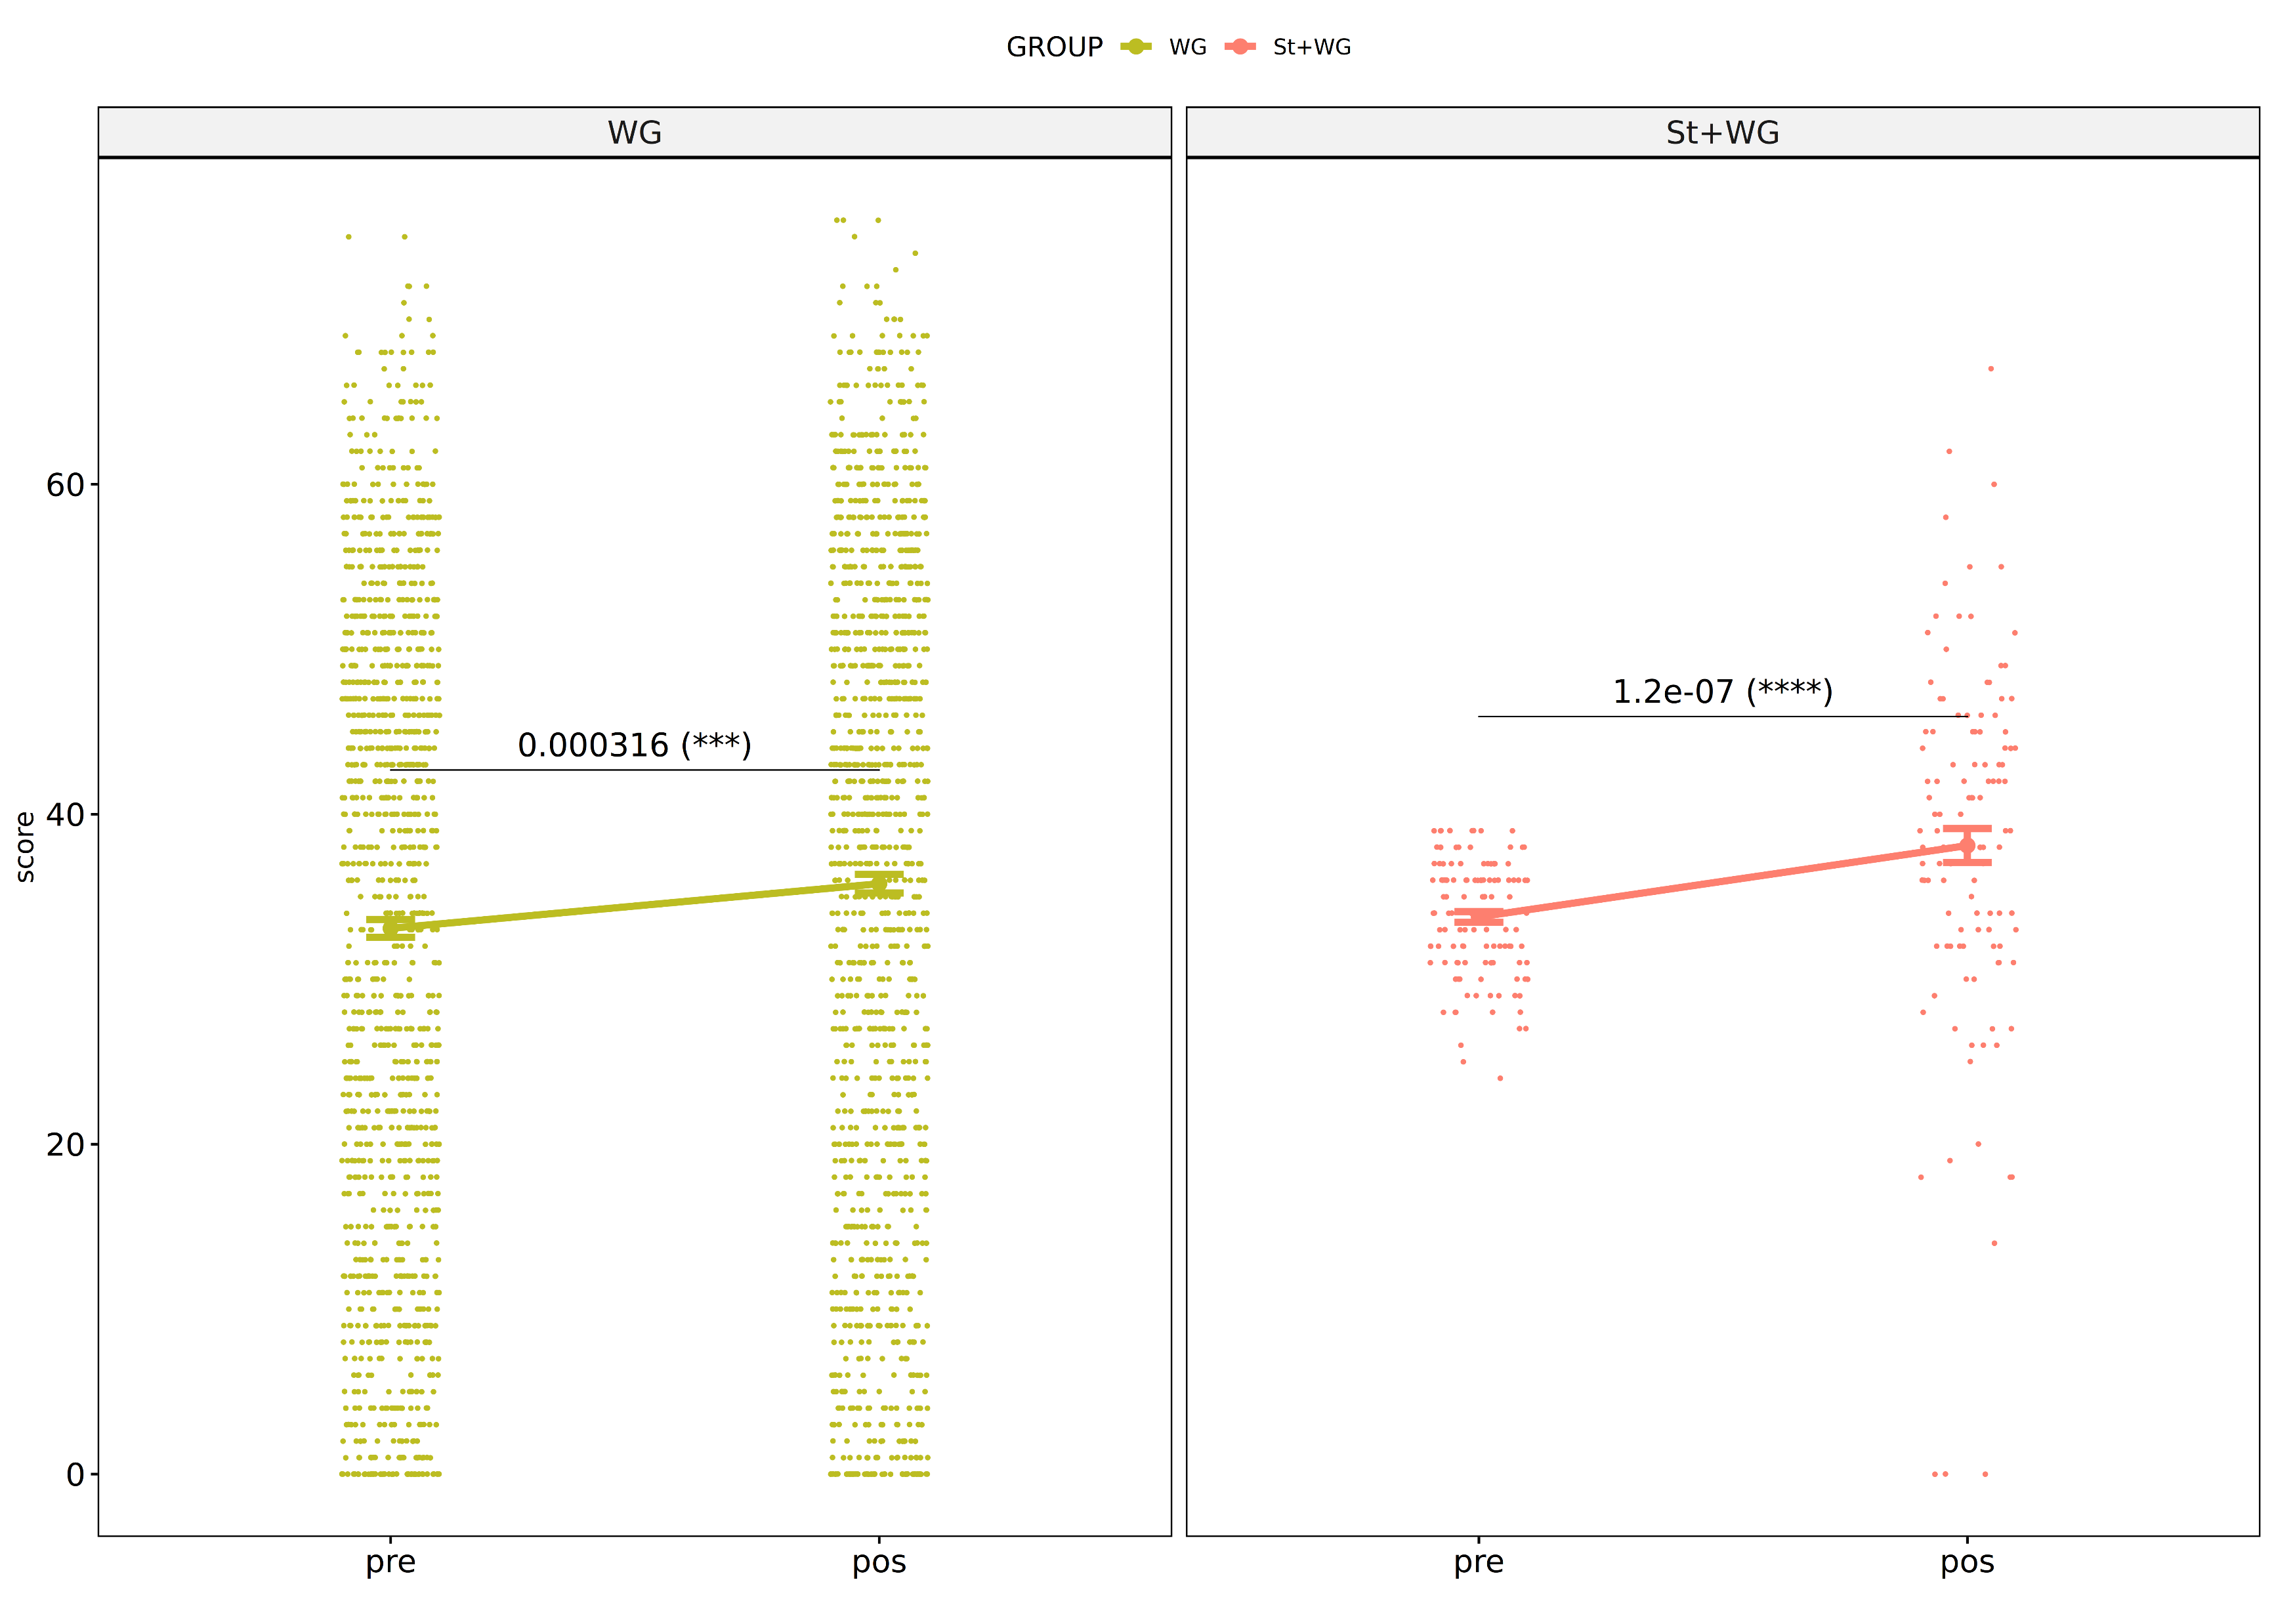 GROUP WG St+WG
WG St+WG
1.2e-07 (****)
0.000316 (***)
score
60
40
20
0
pre pos pre pos